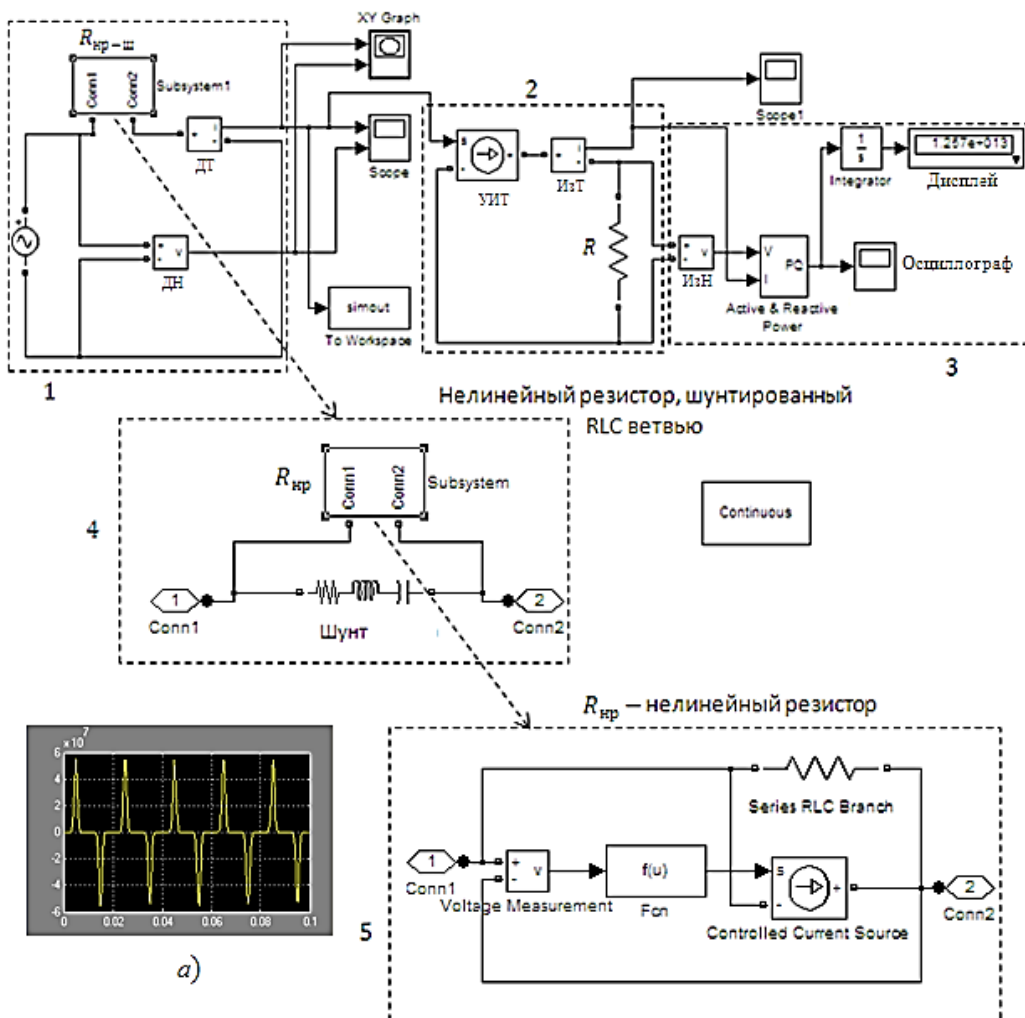 XY Graph
R нр−ш
Conn1
Conn2
Subsystem1
ДТ
ДН
+
Scope
simout
To Workspace
1
2
s
УИТ
ИзТ
R
Scope1
1/s
Integrator
1.257e+013
Дисплей
ИзН
V
I
PQ
Active & Reactive Power
Осциллограф
3
Нелинейный резистор, шунтированный
RLC ветвью
R нр
Conn1
Conn2
Subsystem
4
1
Conn1
Шунт
2
Conn2
Continuous
R нр – нелинейный резистор
Series RLC Branch
1
Conn1
+
-
v
Voltage Measurement
f(u)
Fcn
s
-
+
Controlled Current Source
2
Conn2
5
×10 7
6
4
2
0
-2
-4
-6
0
0.02
0.04
0.06
0.08
0.1
а)